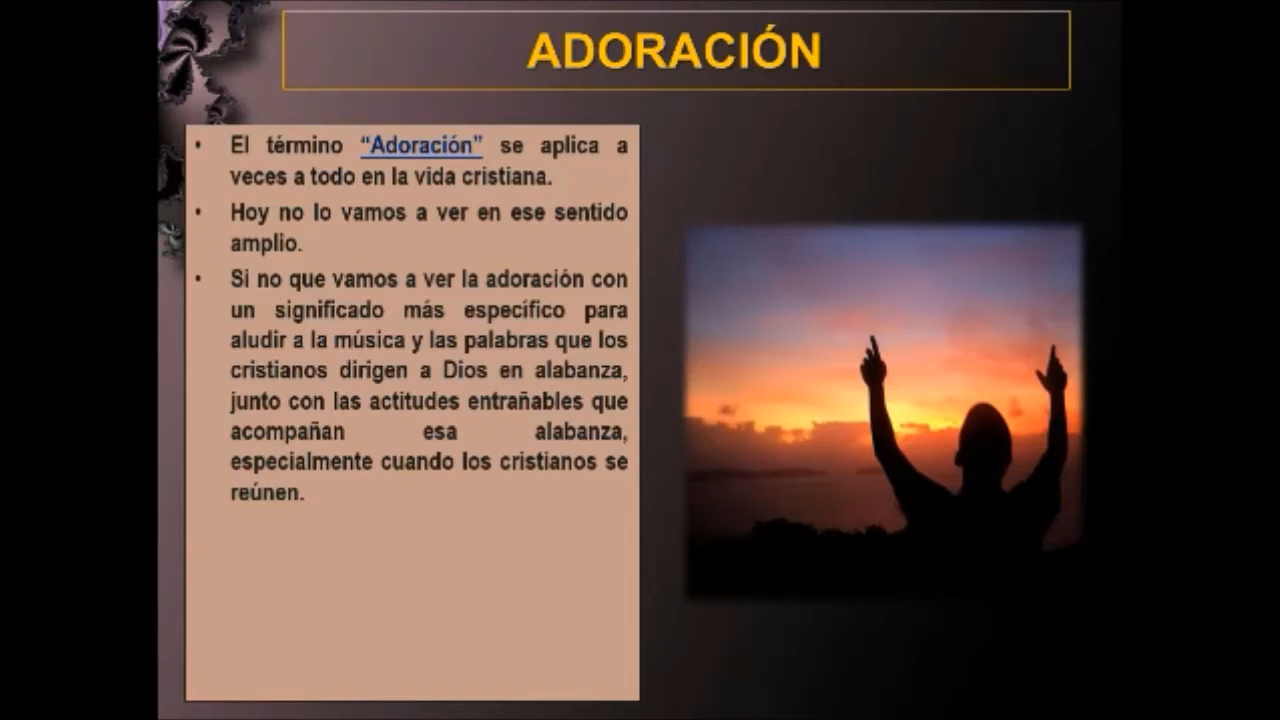 ADORACIÓN
• El término “Adoración” se aplica a
veces a todo en la vida cristiana.
• Hoy no lo vamos a ver en ese sentido
amplio.
• Si no que vamos a ver la adoración con
un significado más específico para
aludir a la música y las palabras que los
cristianos dirigen a Dios en alabanza,
junto con las actitudes entrañables que
acompañan esa alabanza,
especialmente cuando los cristianos se
reúnen.